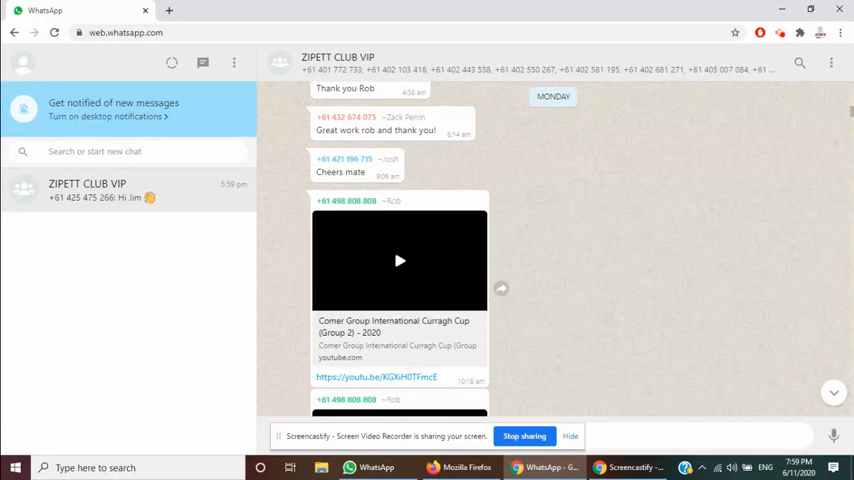 WhatsApp
web.whatsapp.com
ZIPETT CLUB VIP
+61 401 772 733, +61 402 103 418, +61 402 443 558, +61 402 550 267, +61 402 581 195, +61 402 681 271, +61 405 007 084, +61 ...
Get notified of new messages
Turn on desktop notifications >
Search or start new chat
ZIPETT CLUB VIP
5:59 pm
+61 425 475 266: Hi Jim 👏
MONDAY
Thank you Rob
4:38 am
+61 432 674 075 ~Zack Perrin
Great work rob and thank you!
6:14 am
+61 421 196 715 ~Josh
Cheers mate
9:06 am
+61 498 808 808 ~Rob
Comer Group International Curragh Cup
(Group 2) - 2020
Comer Group International Curragh Cup (Group
youtube.com
https://youtu.be/KGXiH0TFmcE
10:18 am
+61 498 808 808 ~Rob
Screencastify - Screen Video Recorder is sharing your screen.
Stop sharing
Hide
Type here to search
WhatsApp
Mozilla Firefox
WhatsApp - G...
Screencastify -...
ENG
7:59 PM
6/11/2020